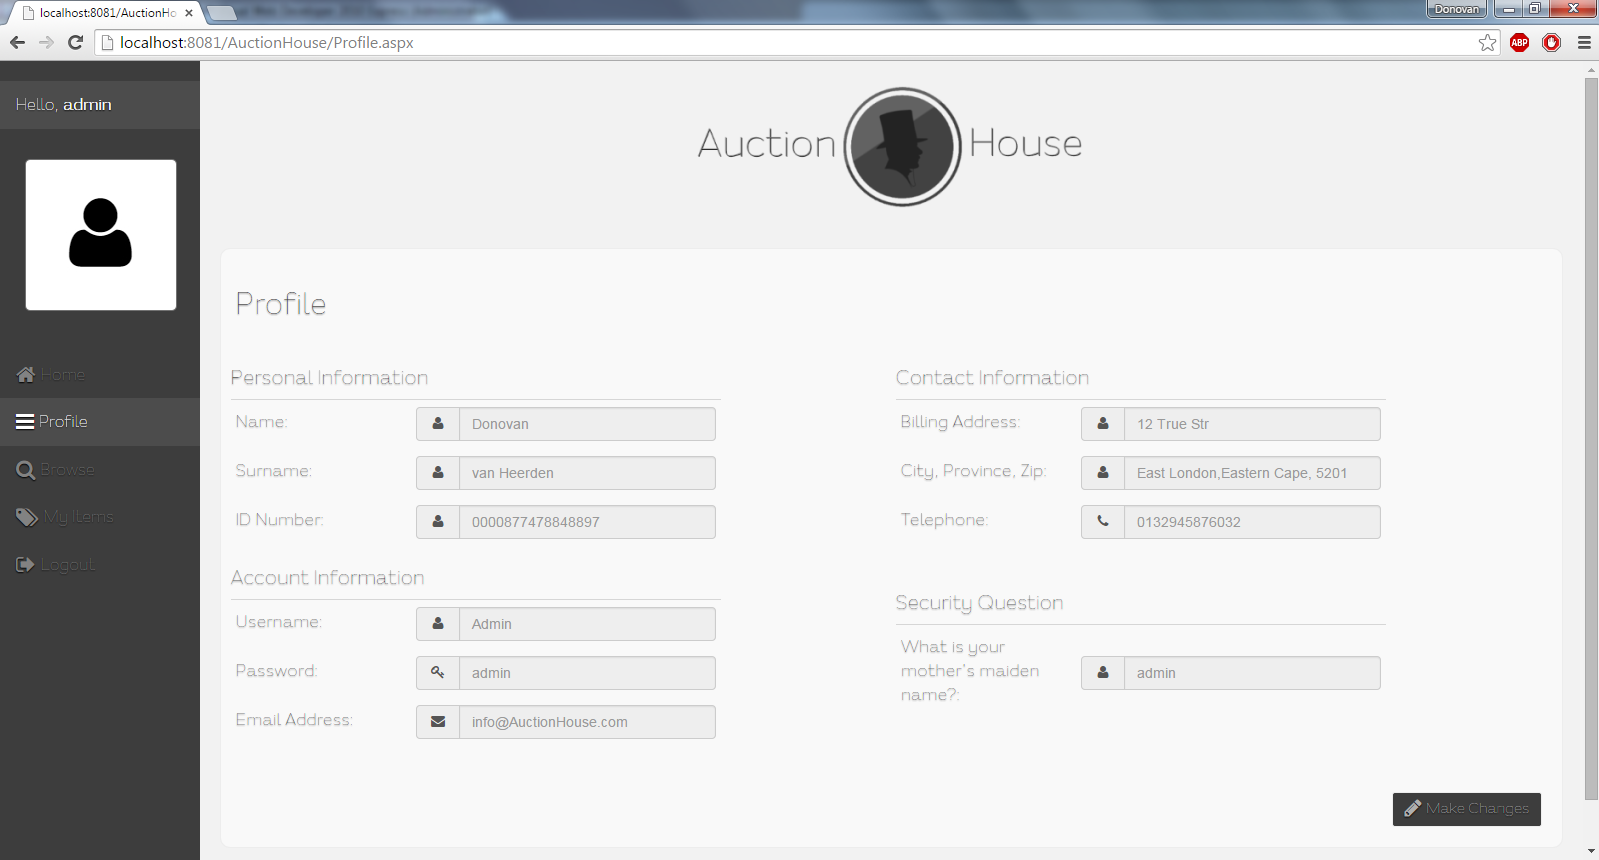 localhost:8081/AuctionHo
Donovan
localhost:8081/AuctionHouse/Profile.aspx
ABP
Hello, admin
Home
Profile
Browse
My Items
Logout
Auction House
Profile
Personal Information
Name: Donovan
Surname: van Heerden
ID Number: 0000877478848897
Account Information
Username: Admin
Password: admin
Email Address: info@AuctionHouse.com
Contact Information
Billing Address: 12 True Str
City, Province, Zip: East London,Eastern Cape, 5201
Telephone: 0132945876032
Security Question
What is your
mother's maiden
name?: admin
Make Changes